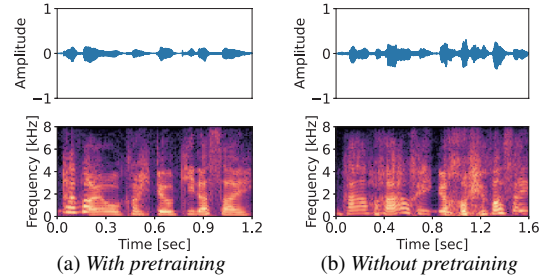 1
0
−1
Amplitude
8
6
4
2
0
Frequency [kHz]
0.0 0.3 0.6 0.9 1.2
Time [sec]
(a) With pretraining
1
0
−1
Amplitude
8
6
4
2
0
Frequency [kHz]
0.0 0.4 0.8 1.2 1.6
Time [sec]
(b) Without pretraining